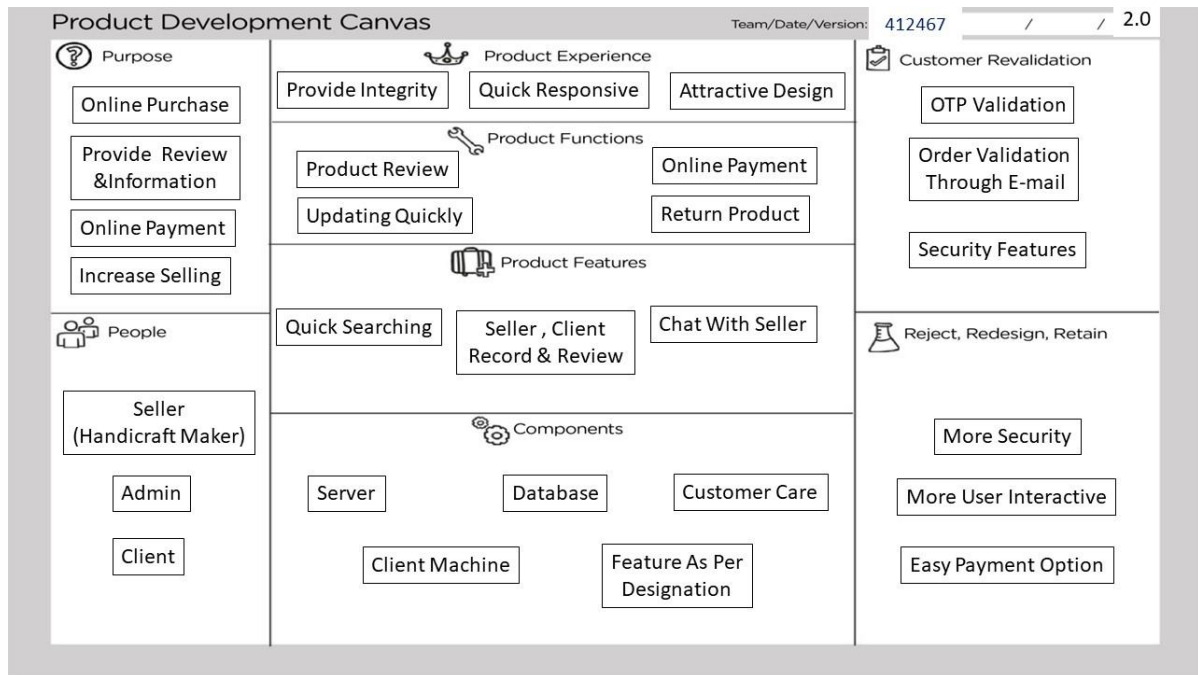 Product Development Canvas
Team/Date/Version: 412467 / / 2.0
Purpose
Online Purchase
Provide Review
&Information
Online Payment
Increase Selling
People
Seller
(Handicraft Maker)
Admin
Client
Product Experience
Provide Integrity
Quick Responsive
Attractive Design
Product Functions
Product Review
Online Payment
Updating Quickly
Return Product
Product Features
Quick Searching
Seller , Client
Record & Review
Chat With Seller
Components
Server
Database
Customer Care
Client Machine
Feature As Per
Designation
Customer Revalidation
OTP Validation
Order Validation
Through E-mail
Security Features
Reject, Redesign, Retain
More Security
More User Interactive
Easy Payment Option